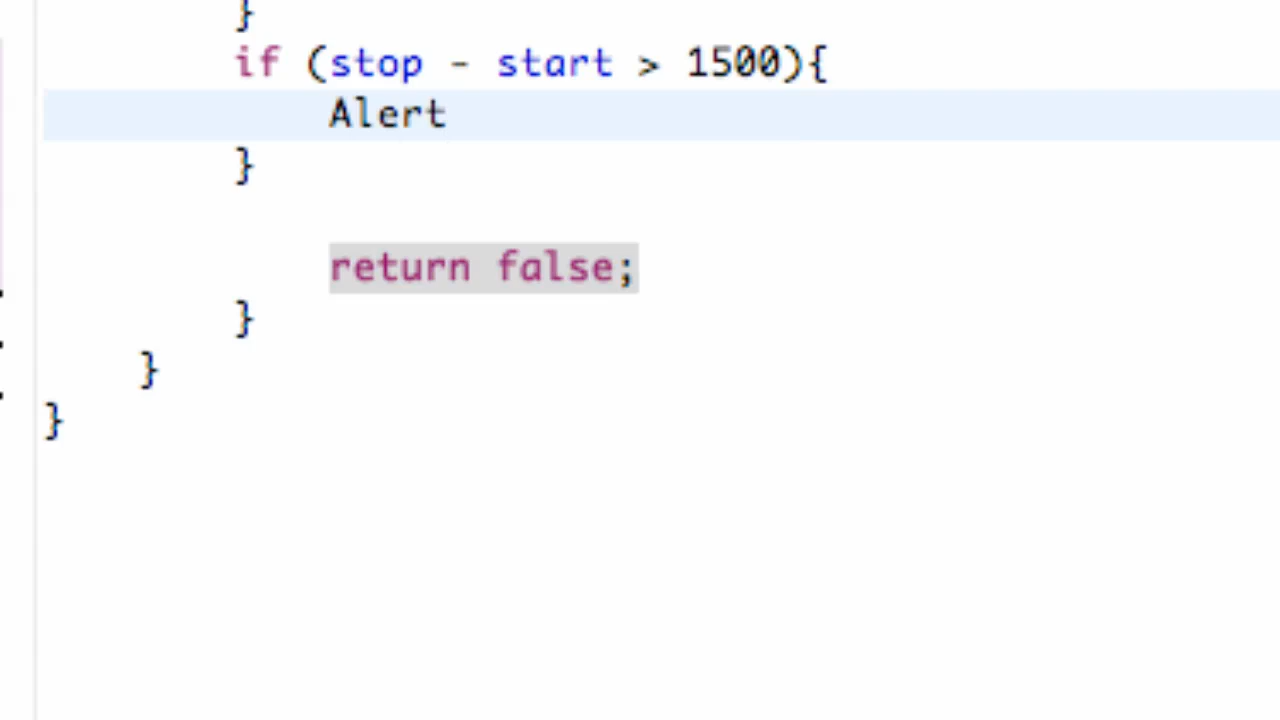 }
if (stop - start > 1500){
Alert
}
return false;
}
}
}